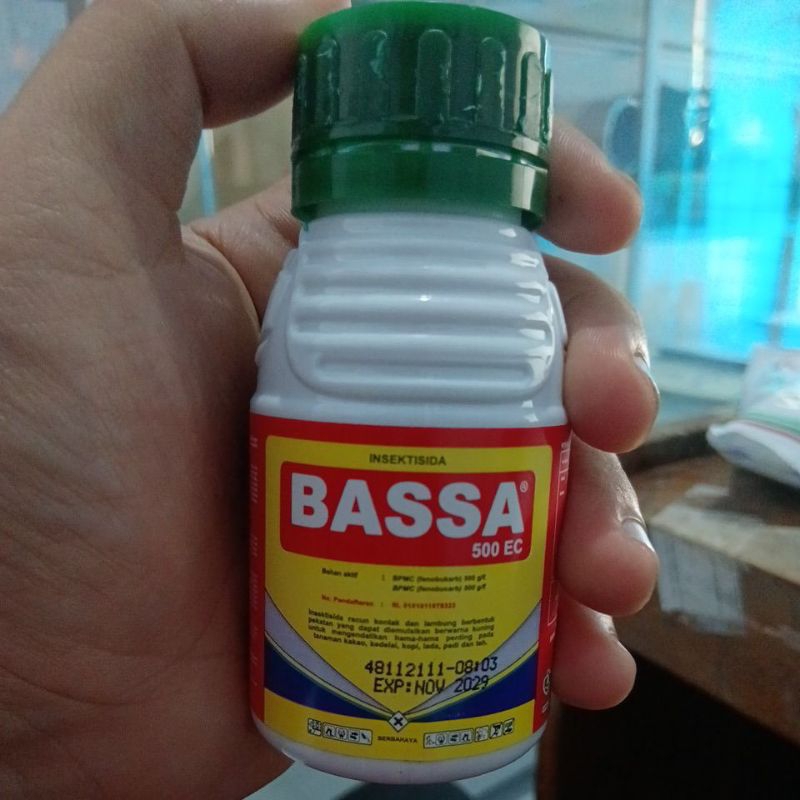 INSEKTISIDA
BASSA®
500 EC
Bahan aktif : BPMC (fenobukarb) 500 g/l
BPMC (fenobucarb) 500 g/l
No. Pendaftaran : RI.
Insektisida racun kontak dan lambung berbentuk
pekatan yang dapat diemulsikan berwarna kuning
untuk mengendalikan hama-hama penting pada
tanaman kakao, kedelai, kopi, lada, padi dan teh.
48112111-08:03
EXP:NOV 2029
BERBAHAYA